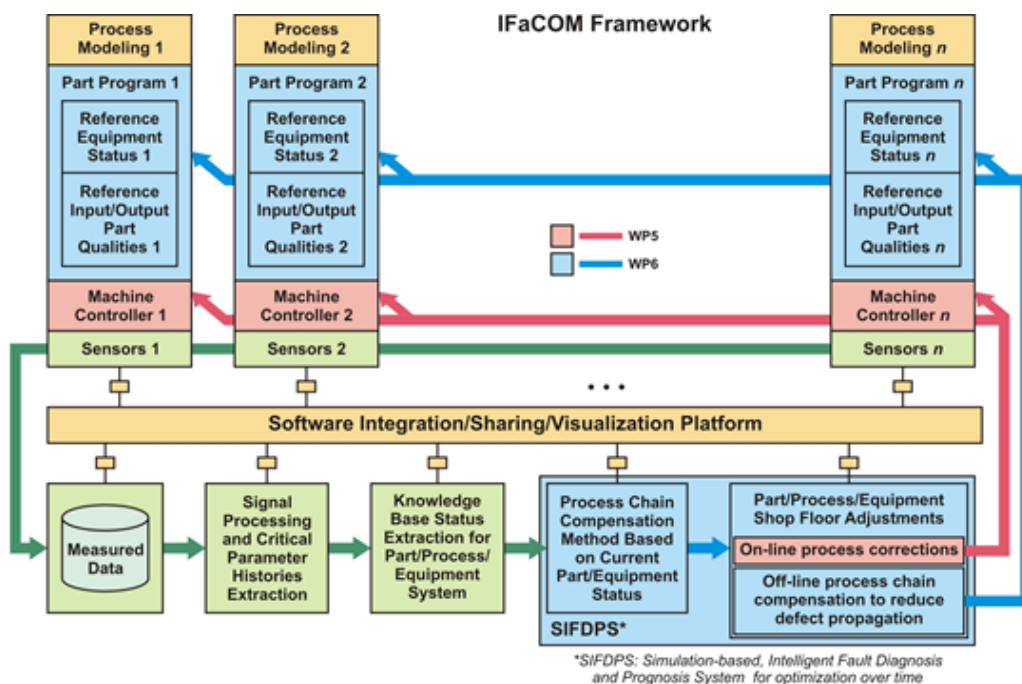 IFaCOM Framework
Process
Modeling 1
Part Program 1
Reference
Equipment
Status 1
Reference
Input/Output
Part
Qualities 1
Machine
Controller 1
Sensors 1
Process
Modeling 2
Part Program 2
Reference
Equipment
Status 2
Reference
Input/Output
Part
Qualities 2
Machine
Controller 2
Sensors 2
WP5
WP6
Process
Modeling n
Part Program n
Reference
Equipment
Status n
Reference
Input/Output
Part
Qualities n
Machine
Controller n
Sensors n
...
Software Integration/Sharing/Visualization Platform
Measured
Data
Signal
Processing
and Critical
Parameter
Histories
Extraction
Knowledge
Base Status
Extraction for
Part/Process/
Equipment
System
Process Chain
Compensation
Method Based
on Current
Part/Equipment
Status
Part/Process/Equipment
Shop Floor Adjustments
On-line process corrections
Off-line process chain
compensation to reduce
defect propagation
SIFDPS*
*SIFDPS: Simulation-based, Intelligent Fault Diagnosis
and Prognosis System for optimization over time